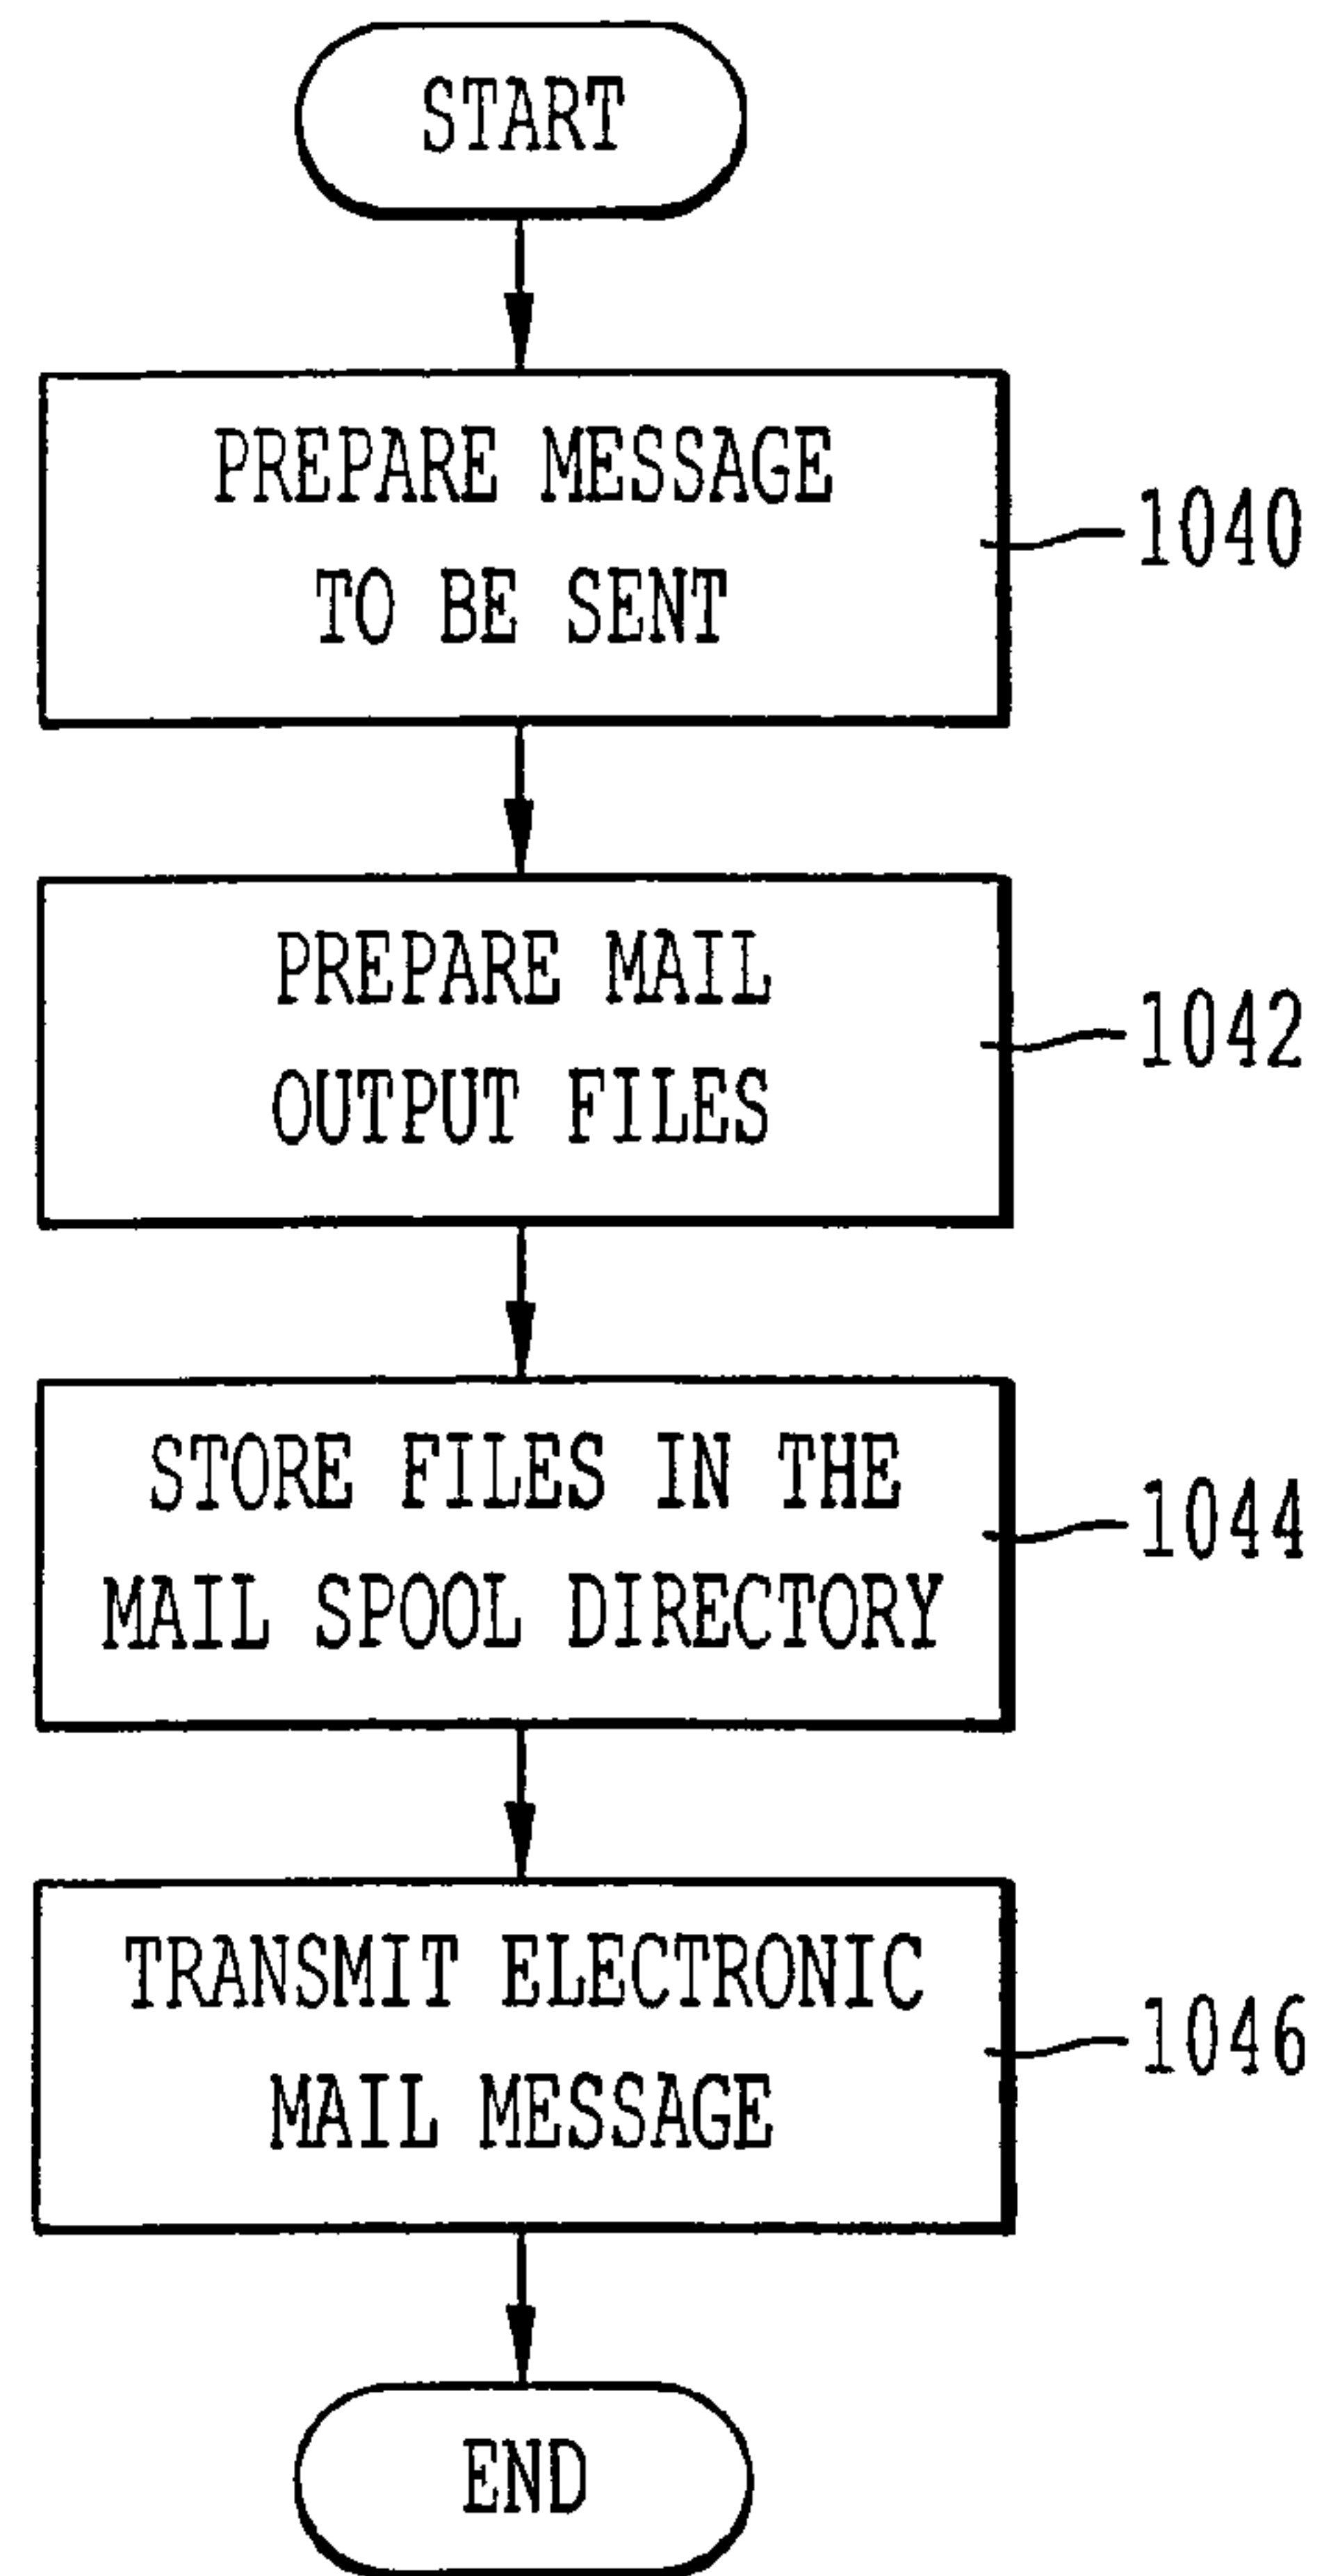 START
PREPARE MESSAGE
TO BE SENT
1040
PREPARE MAIL
OUTPUT FILES
1042
STORE FILES IN THE
MAIL SPOOL DIRECTORY
1044
TRANSMIT ELECTRONIC
MAIL MESSAGE
1046
END